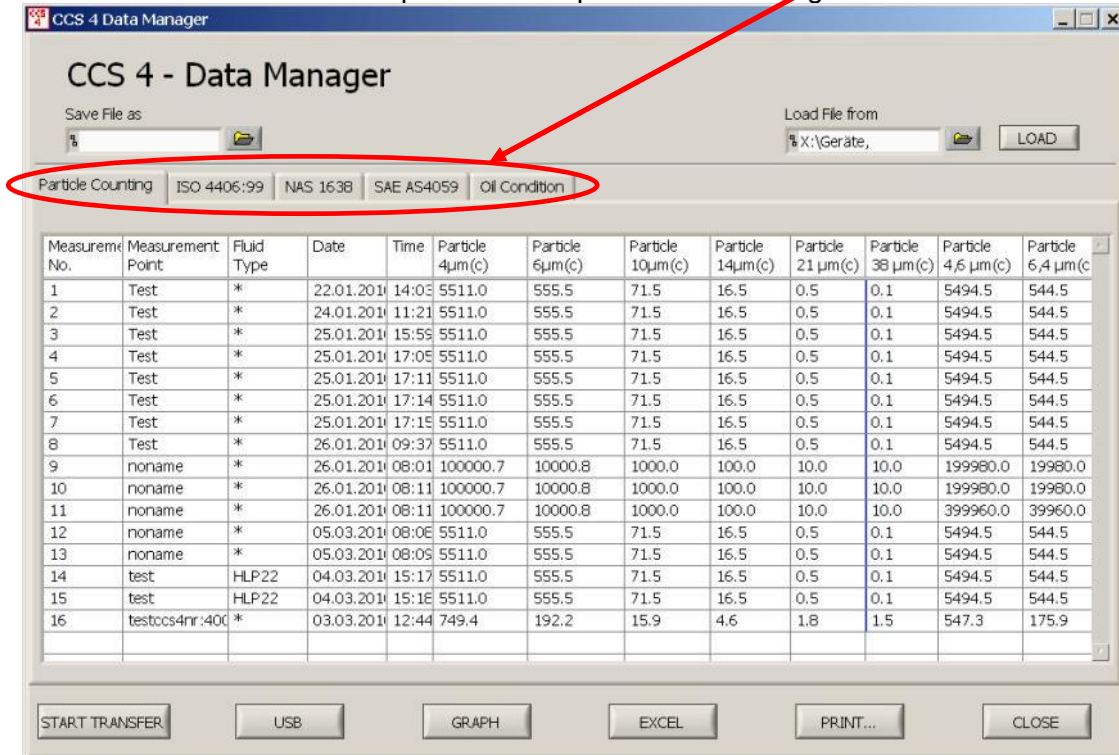 CCS 4 Data Manager
CCS 4 - Data Manager
Save File as
Load File from
X:\Geräte,
LOAD
Particle Counting ISO 4406:99 NAS 1638 SAE AS4059 Oil Condition
Measureme Measurement Fluid Date Time Particle Particle Particle Particle Particle Particle Particle Particle
No. Point Type 4µm(c) 6µm(c) 10µm(c) 14µm(c) 21 µm(c) 38 µm(c) 4,6 µm(c) 6,4 µm(c
1 Test * 22.01.201 14:03 5511.0 555.5 71.5 16.5 0.5 0.1 5494.5 544.5
2 Test * 24.01.201 11:21 5511.0 555.5 71.5 16.5 0.5 0.1 5494.5 544.5
3 Test * 25.01.201 15:59 5511.0 555.5 71.5 16.5 0.5 0.1 5494.5 544.5
4 Test * 25.01.201 17:05 5511.0 555.5 71.5 16.5 0.5 0.1 5494.5 544.5
5 Test * 25.01.201 17:11 5511.0 555.5 71.5 16.5 0.5 0.1 5494.5 544.5
6 Test * 25.01.201 17:14 5511.0 555.5 71.5 16.5 0.5 0.1 5494.5 544.5
7 Test * 25.01.201 17:15 5511.0 555.5 71.5 16.5 0.5 0.1 5494.5 544.5
8 Test * 26.01.201 09:37 5511.0 555.5 71.5 16.5 0.5 0.1 5494.5 544.5
9 noname * 26.01.201 08:01 100000.7 10000.8 1000.0 100.0 10.0 10.0 199980.0 19980.0
10 noname * 26.01.201 08:11 100000.7 10000.8 1000.0 100.0 10.0 10.0 199980.0 19980.0
11 noname * 26.01.201 08:11 100000.7 10000.8 1000.0 100.0 10.0 10.0 399960.0 39960.0
12 noname * 05.03.201 08:08 5511.0 555.5 71.5 16.5 0.5 0.1 5494.5 544.5
13 noname * 05.03.201 08:09 5511.0 555.5 71.5 16.5 0.5 0.1 5494.5 544.5
14 test HLP22 04.03.201 15:17 5511.0 555.5 71.5 16.5 0.5 0.1 5494.5 544.5
15 test HLP22 04.03.201 15:18 5511.0 555.5 71.5 16.5 0.5 0.1 5494.5 544.5
16 testccs4nr:400 * 03.03.201 12:44 749.4 192.2 15.9 4.6 1.8 1.5 547.3 175.9
START TRANSFER USB GRAPH EXCEL PRINT... CLOSE